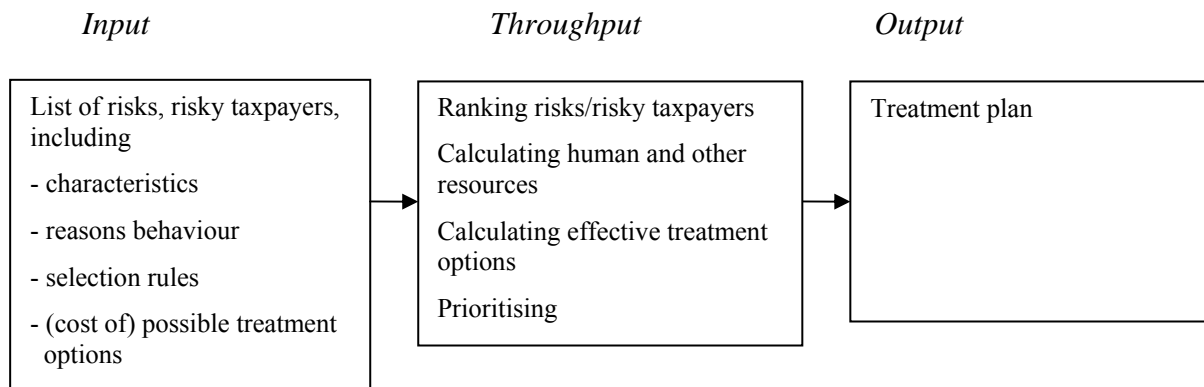 Input
Throughput
Output
List of risks, risky taxpayers,
including
- characteristics
- reasons behaviour
- selection rules
- (cost of) possible treatment
options
Ranking risks/risky taxpayers
Calculating human and other
resources
Calculating effective treatment
options
Prioritising
Treatment plan